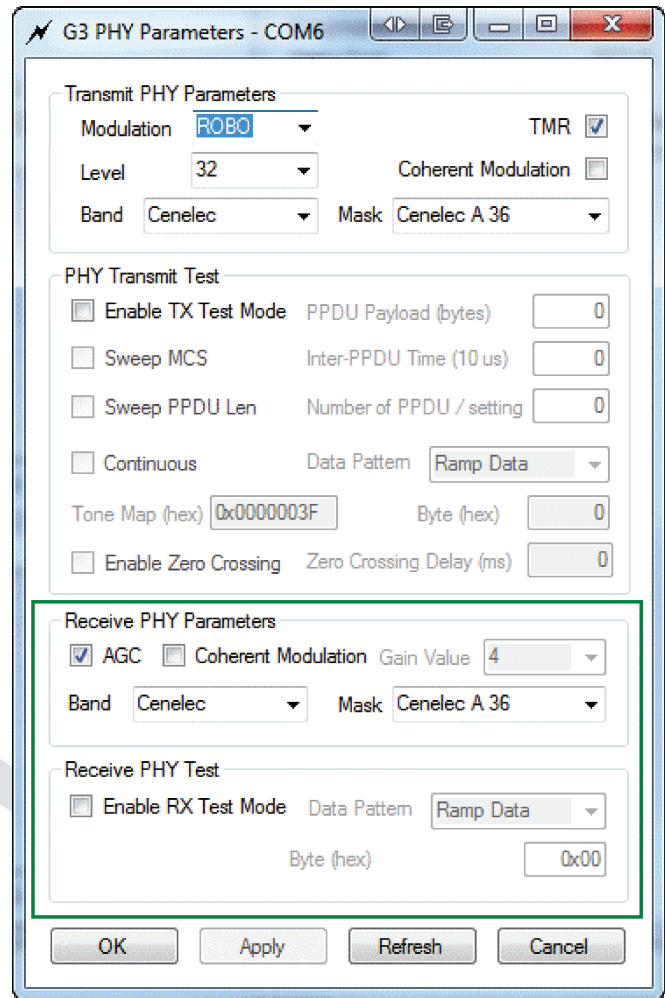 G3 PHY Parameters - COM6
Transmit PHY Parameters
Modulation ROBO TMR
Level 32 Coherent Modulation
Band Cenelec Mask Cenelec A 36
PHY Transmit Test
Enable TX Test Mode PPDU Payload (bytes) 0
Sweep MCS Inter-PPDU Time (10 us) 0
Sweep PPDU Len Number of PPDU / setting 0
Continuous Data Pattern Ramp Data
Tone Map (hex) 0x0000003F Byte (hex) 0
Enable Zero Crossing Zero Crossing Delay (ms) 0
Receive PHY Parameters
AGC Coherent Modulation Gain Value 4
Band Cenelec Mask Cenelec A 36
Receive PHY Test
Enable RX Test Mode Data Pattern Ramp Data
Byte (hex) 0x00
OK Apply Refresh Cancel